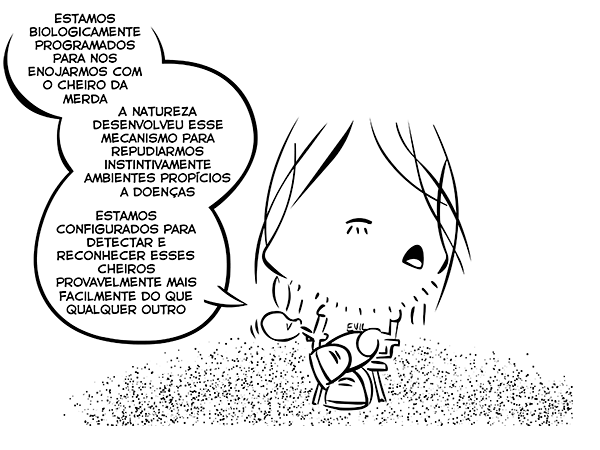 ESTAMOS
BIOLOGICAMENTE
PROGRAMADOS
PARA NOS
ENOJARMOS COM
O CHEIRO DA
MERDA
A NATUREZA
DESENVOLVEU ESSE
MECANISMO PARA
REPUDIARMOS
INSTINTIVAMENTE
AMBIENTES PROPÍCIOS
A DOENÇAS
ESTAMOS
CONFIGURADOS PARA
DETECTAR E
RECONHECER ESSES
CHEIROS
PROVAVELMENTE MAIS
FACILMENTE DO QUE
QUALQUER OUTRO
EVIL